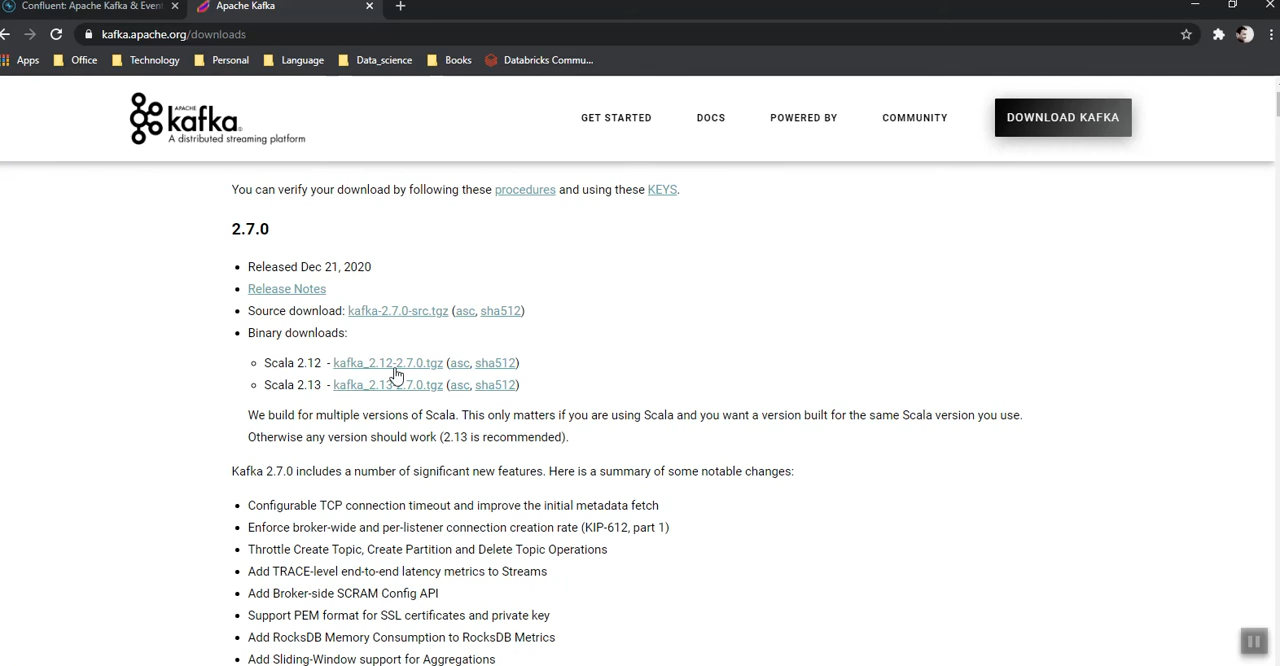 Confluent: Apache Kafka & Event
Apache Kafka
kafka.apache.org/downloads
Apps Office Technology Personal Language Data_science Books Databricks Commu...
APACHE
kafka
A distributed streaming platform
GET STARTED DOCS POWERED BY COMMUNITY DOWNLOAD KAFKA
You can verify your download by following these procedures and using these KEYS.
2.7.0
Released Dec 21, 2020
Release Notes
Source download: kafka-2.7.0-src.tgz (asc, sha512)
Binary downloads:
Scala 2.12 - kafka_2.12-2.7.0.tgz (asc, sha512)
Scala 2.13 - kafka_2.13-2.7.0.tgz (asc, sha512)
We build for multiple versions of Scala. This only matters if you are using Scala and you want a version built for the same Scala version you use.
Otherwise any version should work (2.13 is recommended).
Kafka 2.7.0 includes a number of significant new features. Here is a summary of some notable changes:
Configurable TCP connection timeout and improve the initial metadata fetch
Enforce broker-wide and per-listener connection creation rate (KIP-612, part 1)
Throttle Create Topic, Create Partition and Delete Topic Operations
Add TRACE-level end-to-end latency metrics to Streams
Add Broker-side SCRAM Config API
Support PEM format for SSL certificates and private key
Add RocksDB Memory Consumption to RocksDB Metrics
Add Sliding-Window support for Aggregations